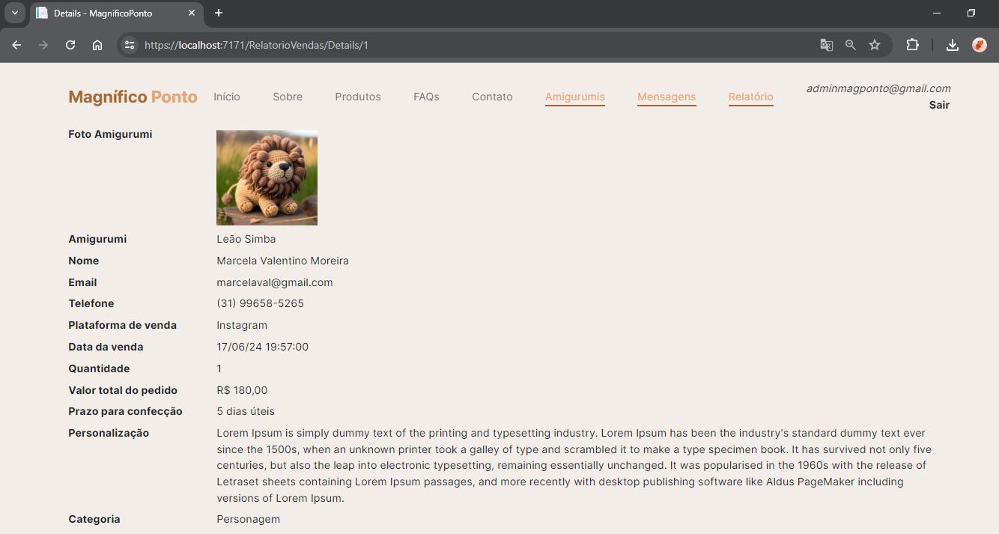 Details - MagnificoPonto
https://localhost:7171/RelatorioVendas/Details/1
Magnífico Ponto Início Sobre Produtos FAQs Contato Amigurumis Mensagens Relatório adminmagponto@gmail.com
Sair
Foto Amigurumi
Amigurumi Leão Simba
Nome Marcela Valentino Moreira
Email marcelaval@gmail.com
Telefone (31) 99658-5265
Plataforma de venda Instagram
Data da venda 17/06/24 19:57:00
Quantidade 1
Valor total do pedido R$ 180,00
Prazo para confecção 5 dias úteis
Personalização Lorem Ipsum is simply dummy text of the printing and typesetting industry. Lorem Ipsum has been the industry's standard dummy text ever
since the 1500s, when an unknown printer took a galley of type and scrambled it to make a type specimen book. It has survived not only five
centuries, but also the leap into electronic typesetting, remaining essentially unchanged. It was popularised in the 1960s with the release of
Letraset sheets containing Lorem Ipsum passages, and more recently with desktop publishing software like Aldus PageMaker including
versions of Lorem Ipsum.
Categoria Personagem